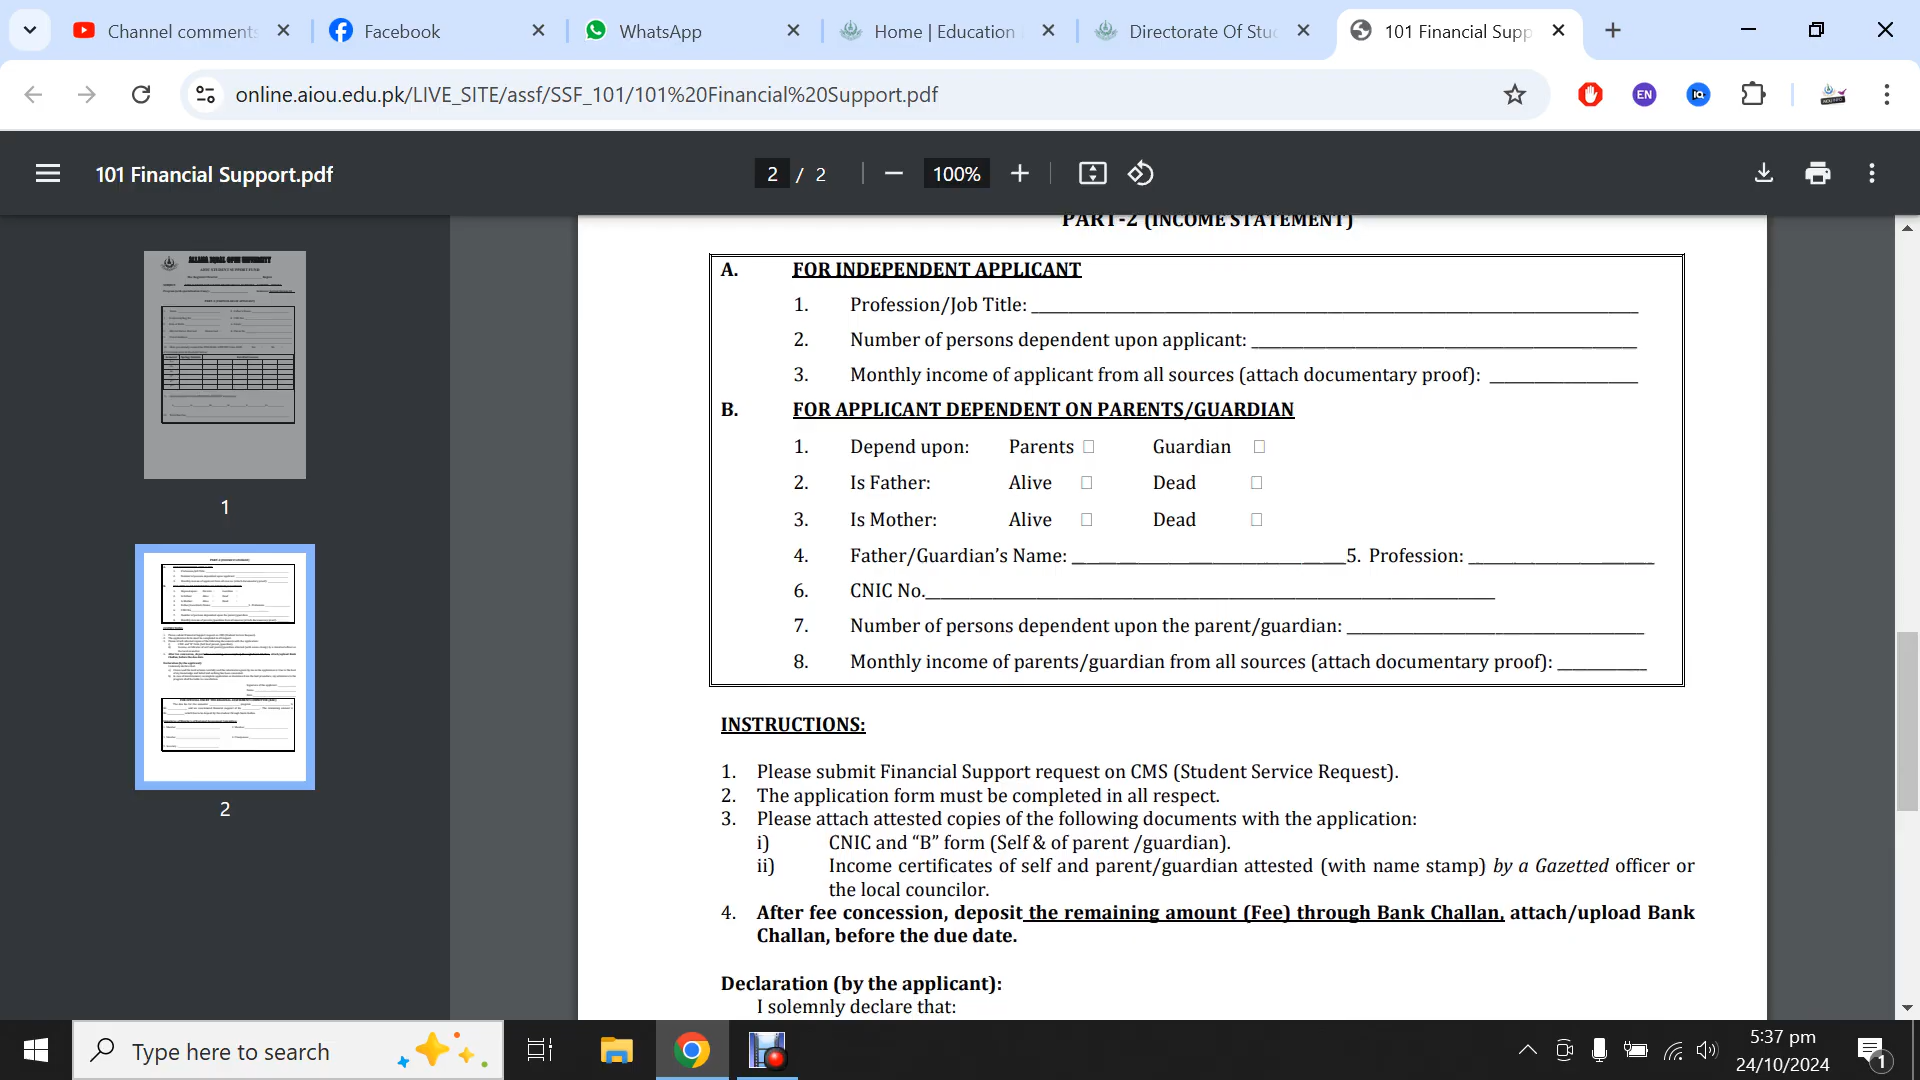 Channel comments
Facebook
WhatsApp
Home | Education
Directorate Of Stu
101 Financial Supp
online.aiou.edu.pk/LIVE_SITE/assf/SSF_101/101%20Financial%20Support.pdf
EN
101 Financial Support.pdf
2 / 2
100%
PART-2 (INCOME STATEMENT)
A. FOR INDEPENDENT APPLICANT
1. Profession/Job Title:
2. Number of persons dependent upon applicant:
3. Monthly income of applicant from all sources (attach documentary proof):
B. FOR APPLICANT DEPENDENT ON PARENTS/GUARDIAN
1. Depend upon: Parents □ Guardian □
2. Is Father: Alive □ Dead □
3. Is Mother: Alive □ Dead □
4. Father/Guardian’s Name: 5. Profession:
6. CNIC No.
7. Number of persons dependent upon the parent/guardian:
8. Monthly income of parents/guardian from all sources (attach documentary proof):
INSTRUCTIONS:
1. Please submit Financial Support request on CMS (Student Service Request).
2. The application form must be completed in all respect.
3. Please attach attested copies of the following documents with the application:
i) CNIC and “B” form (Self & of parent /guardian).
ii) Income certificates of self and parent/guardian attested (with name stamp) by a Gazetted officer or
the local councilor.
4. After fee concession, deposit the remaining amount (Fee) through Bank Challan, attach/upload Bank
Challan, before the due date.
Declaration (by the applicant):
I solemnly declare that:
1
2
Type here to search
5:37 pm
24/10/2024
1